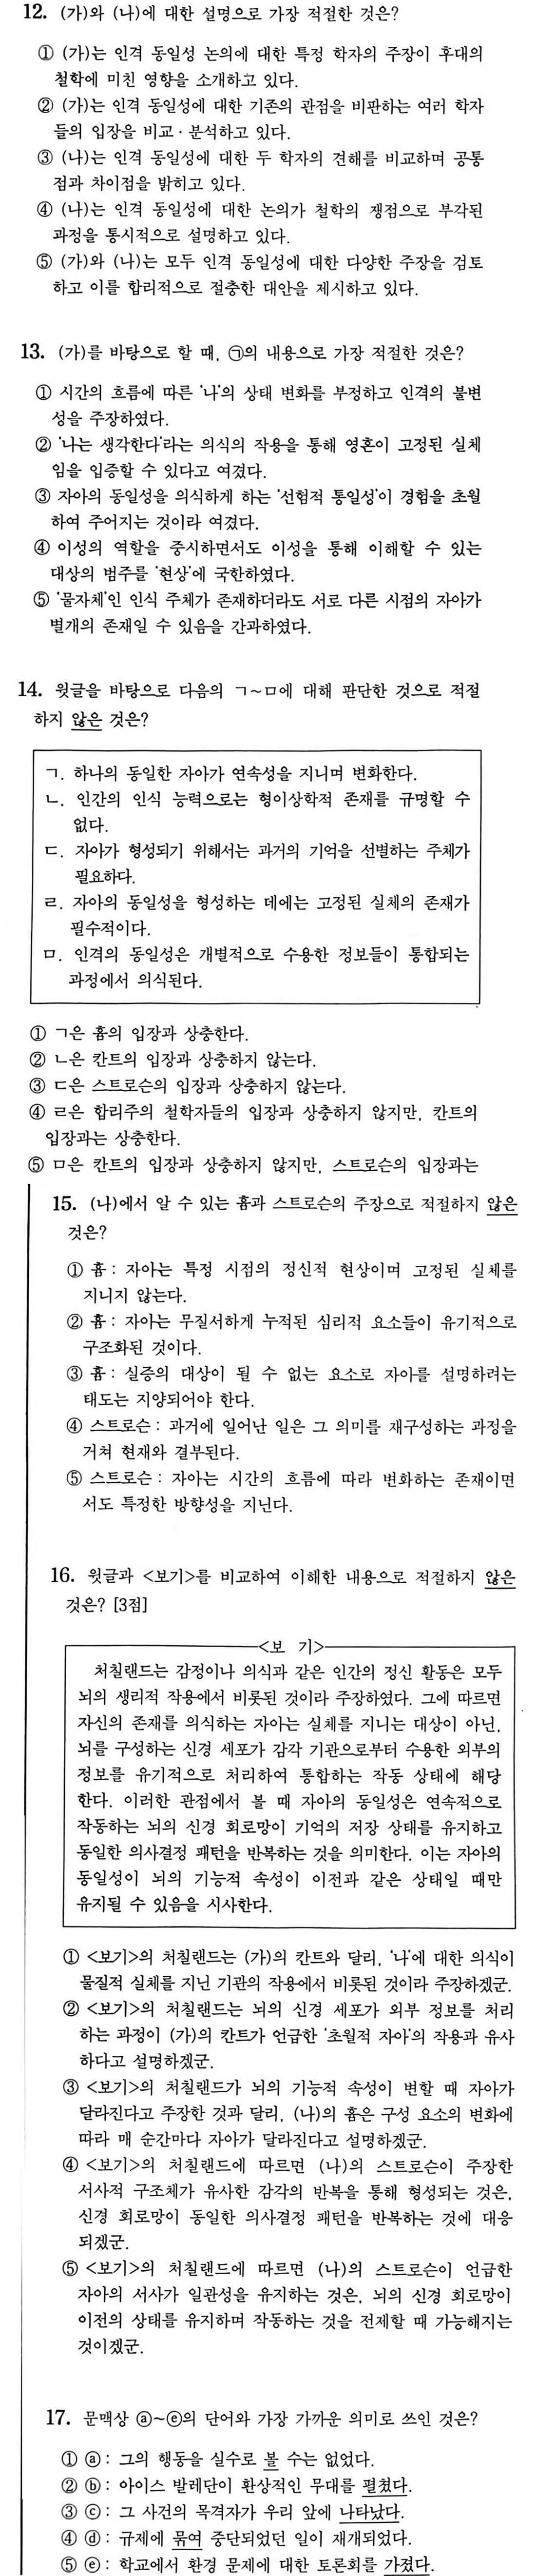 12. (가)와 (나)에 대한 설명으로 가장 적절한 것은?
① (가)는 인격 동일성 논의에 대한 특정 학자의 주장이 후대의
철학에 미친 영향을 소개하고 있다.
② (가)는 인격 동일성에 대한 기존의 관점을 비판하는 여러 학자
들의 입장을 비교·분석하고 있다.
③ (나)는 인격 동일성에 대한 두 학자의 견해를 비교하며 공통
점과 차이점을 밝히고 있다.
④ (나)는 인격 동일성에 대한 논의가 철학의 쟁점으로 부각된
과정을 통시적으로 설명하고 있다.
⑤ (가)와 (나)는 모두 인격 동일성에 대한 다양한 주장을 검토
하고 이를 합리적으로 절충한 대안을 제시하고 있다.
13. (가)를 바탕으로 할 때, ㉠의 내용으로 가장 적절한 것은?
① 시간의 흐름에 따른 '나'의 상태 변화를 부정하고 인격의 불변
성을 주장하였다.
② '나는 생각한다'라는 의식의 작용을 통해 영혼이 고정된 실체
임을 입증할 수 있다고 여겼다.
③ 자아의 동일성을 의식하게 하는 '선험적 통일성'이 경험을 초월
하여 주어지는 것이라 여겼다.
④ 이성의 역할을 중시하면서도 이성을 통해 이해할 수 있는
대상의 범주를 '현상'에 국한하였다.
⑤ '물자체'인 인식 주체가 존재하더라도 서로 다른 시점의 자아가
별개의 존재일 수 있음을 간과하였다.
14. 윗글을 바탕으로 다음의 ㄱ~ㅁ에 대해 판단한 것으로 적절
하지 않은 것은?
ㄱ. 하나의 동일한 자아가 연속성을 지니며 변화한다.
ㄴ. 인간의 인식 능력으로는 형이상학적 존재를 규명할 수
없다.
ㄷ. 자아가 형성되기 위해서는 과거의 기억을 선별하는 주체가
필요하다.
ㄹ. 자아의 동일성을 형성하는 데에는 고정된 실체의 존재가
필수적이다.
ㅁ. 인격의 동일성은 개별적으로 수용한 정보들이 통합되는
과정에서 의식된다.
① ㄱ은 흄의 입장과 상충한다.
② ㄴ은 칸트의 입장과 상충하지 않는다.
③ ㄷ은 스트로슨의 입장과 상충하지 않는다.
④ ㄹ은 합리주의 철학자들의 입장과 상충하지 않지만, 칸트의
입장과는 상충한다.
⑤ ㅁ은 칸트의 입장과 상충하지 않지만, 스트로슨의 입장과는
15. (나)에서 알 수 있는 흄과 스트로슨의 주장으로 적절하지 않은
것은?
① 흄: 자아는 특정 시점의 정신적 현상이며 고정된 실체를
지니지 않는다.
② 흄: 자아는 무질서하게 누적된 심리적 요소들이 유기적으로
구조화된 것이다.
③ 흄: 실증의 대상이 될 수 없는 요소로 자아를 설명하려는
태도는 지양되어야 한다.
④ 스트로슨: 과거에 일어난 일은 그 의미를 재구성하는 과정을
거쳐 현재와 결부된다.
⑤ 스트로슨: 자아는 시간의 흐름에 따라 변화하는 존재이면
서도 특정한 방향성을 지닌다.
16. 윗글과 <보기>를 비교하여 이해한 내용으로 적절하지 않은
것은? [3점]
<보 기>
처칠랜드는 감정이나 의식과 같은 인간의 정신 활동은 모두
뇌의 생리적 작용에서 비롯된 것이라 주장하였다. 그에 따르면
자신의 존재를 의식하는 자아는 실체를 지니는 대상이 아닌,
뇌를 구성하는 신경 세포가 감각 기관으로부터 수용한 외부의
정보를 유기적으로 처리하여 통합하는 작동 상태에 해당
한다. 이러한 관점에서 볼 때 자아의 동일성은 연속적으로
작동하는 뇌의 신경 회로망이 기억의 저장 상태를 유지하고
동일한 의사결정 패턴을 반복하는 것을 의미한다. 이는 자아의
동일성이 뇌의 기능적 속성이 이전과 같은 상태일 때만
유지될 수 있음을 시사한다.
① <보기>의 처칠랜드는 (가)의 칸트와 달리, '나'에 대한 의식이
물질적 실체를 지닌 기관의 작용에서 비롯된 것이라 주장하겠군.
② <보기>의 처칠랜드는 뇌의 신경 세포가 외부 정보를 처리
하는 과정이 (가)의 칸트가 언급한 '초월적 자아'의 작용과 유사
하다고 설명하겠군.
③ <보기>의 처칠랜드가 뇌의 기능적 속성이 변할 때 자아가
달라진다고 주장한 것과 달리, (나)의 흄은 구성 요소의 변화에
따라 매 순간마다 자아가 달라진다고 설명하겠군.
④ <보기>의 처칠랜드에 따르면 (나)의 스트로슨이 주장한
서사적 구조체가 유사한 감각의 반복을 통해 형성되는 것은,
신경 회로망이 동일한 의사결정 패턴을 반복하는 것에 대응
되겠군.
⑤ <보기>의 처칠랜드에 따르면 (나)의 스트로슨이 언급한
자아의 서사가 일관성을 유지하는 것은, 뇌의 신경 회로망이
이전의 상태를 유지하며 작동하는 것을 전제할 때 가능해지는
것이겠군.
17. 문맥상 ⓐ~ⓔ의 단어와 가장 가까운 의미로 쓰인 것은?
① ⓐ: 그의 행동을 실수로 볼 수는 없었다.
② ⓑ: 아이스 발레단이 환상적인 무대를 펼쳤다.
③ ⓒ: 그 사건의 목격자가 우리 앞에 나타났다.
④ ⓓ: 규제에 묶여 중단되었던 일이 재개되었다.
⑤ ⓔ: 학교에서 환경 문제에 대한 토론회를 가졌다.